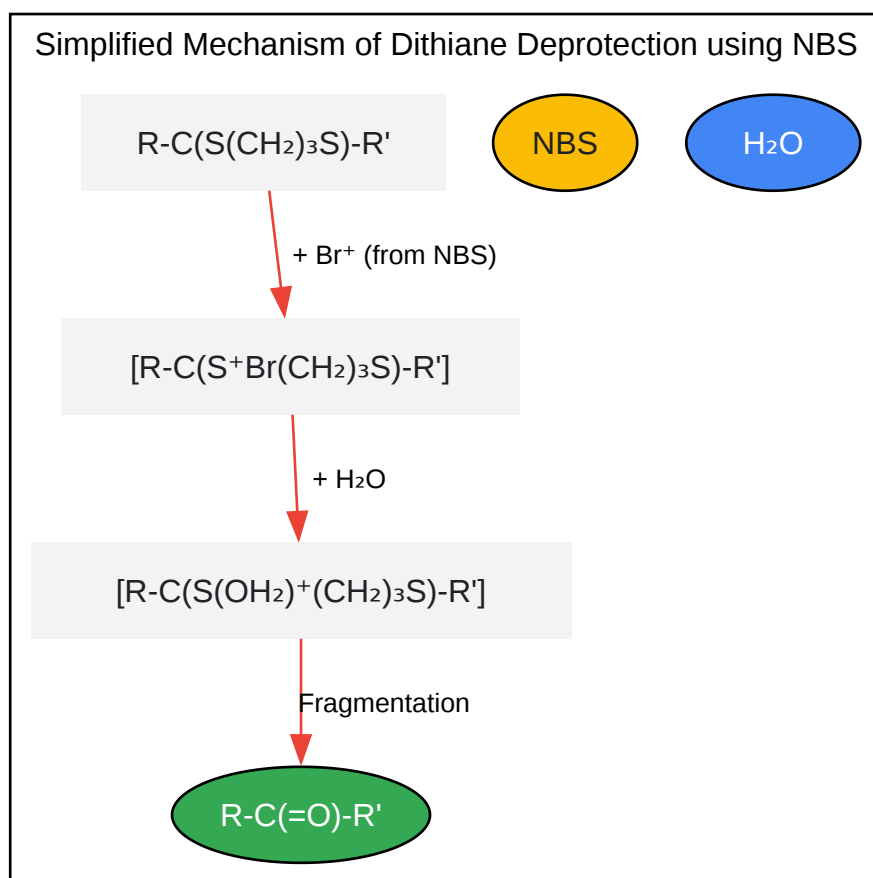 Simplified Mechanism of Dithiane Deprotection using NBS
R-C(S(CH₂)₃S)-R'
NBS
H₂O
+ Br⁺ (from NBS)
[R-C(S⁺Br(CH₂)₃S)-R']
+ H₂O
[R-C(S(OH₂)⁺(CH₂)₃S)-R']
Fragmentation
R-C(=O)-R'